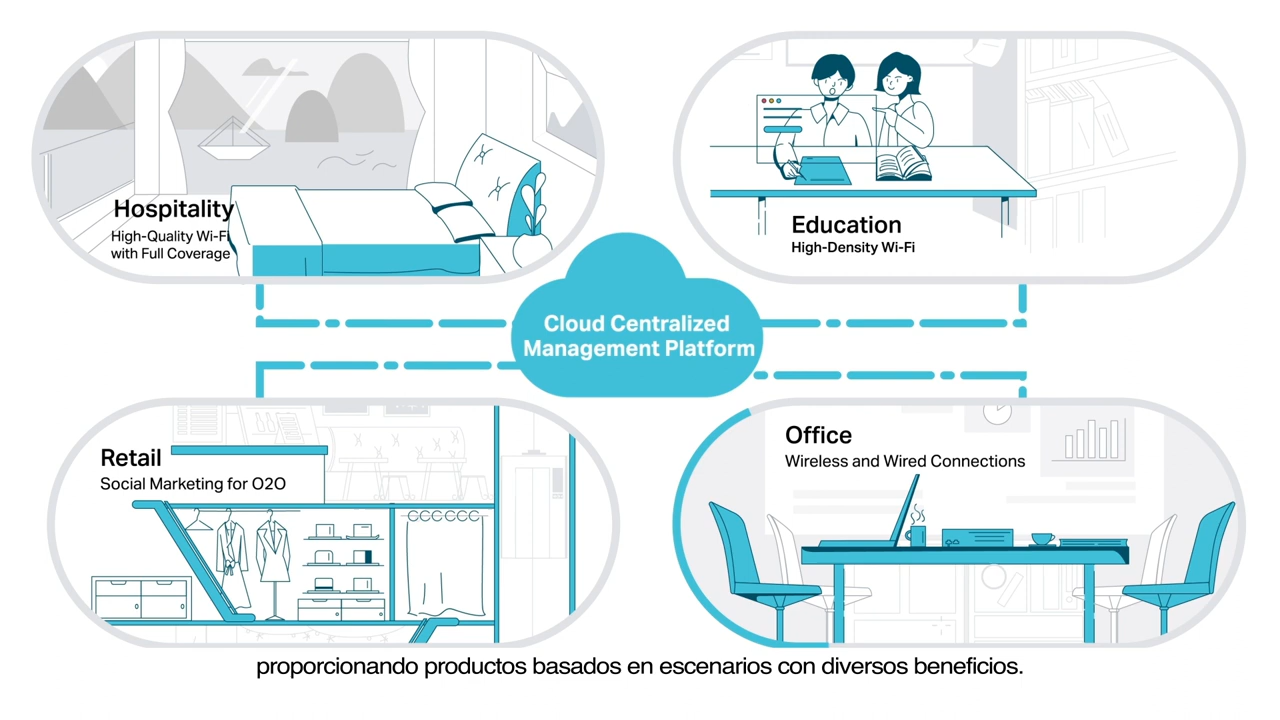 Hospitality
High-Quality Wi-Fi
with Full Coverage
Education
High-Density Wi-Fi
Cloud Centralized
Management Platform
Retail
Social Marketing for O2O
Office
Wireless and Wired Connections
proporcionando productos basados en escenarios con diversos beneficios.